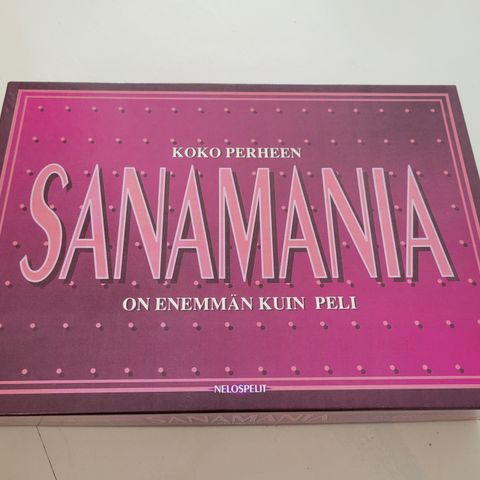 KOKO PERHEEN
SANAMANIA
ON ENEMMÄN KUIN PELI
NELOSPELIT
SANAMANIA